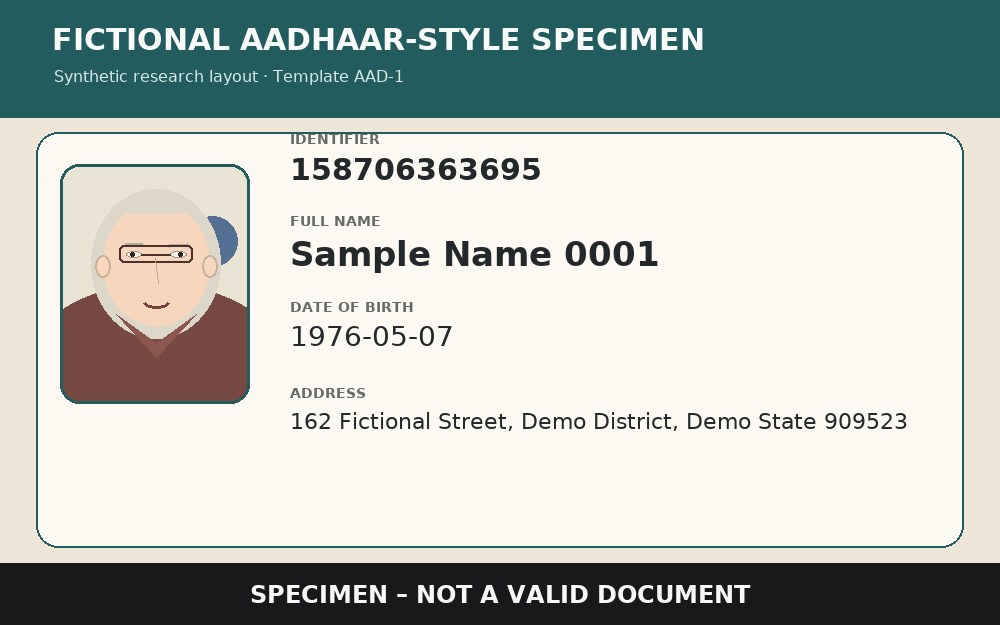 FICTIONAL AADHAAR-STYLE SPECIMEN
Synthetic research layout · Template AAD-1
IDENTIFIER
158706363695
FULL NAME
Sample Name 0001
DATE OF BIRTH
1976-05-07
ADDRESS
162 Fictional Street, Demo District, Demo State 909523
SPECIMEN – NOT A VALID DOCUMENT